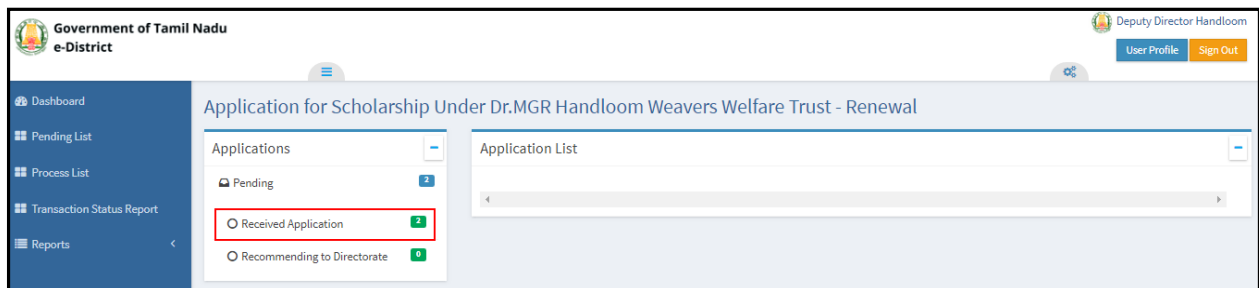 Government of Tamil Nadu
e-District
Deputy Director Handloom
User Profile
Sign Out
Dashboard
Pending List
Process List
Transaction Status Report
Reports
Application for Scholarship Under Dr.MGR Handloom Weavers Welfare Trust - Renewal
Applications
Pending 2
Received Application 2
Recommending to Directorate 0
Application List